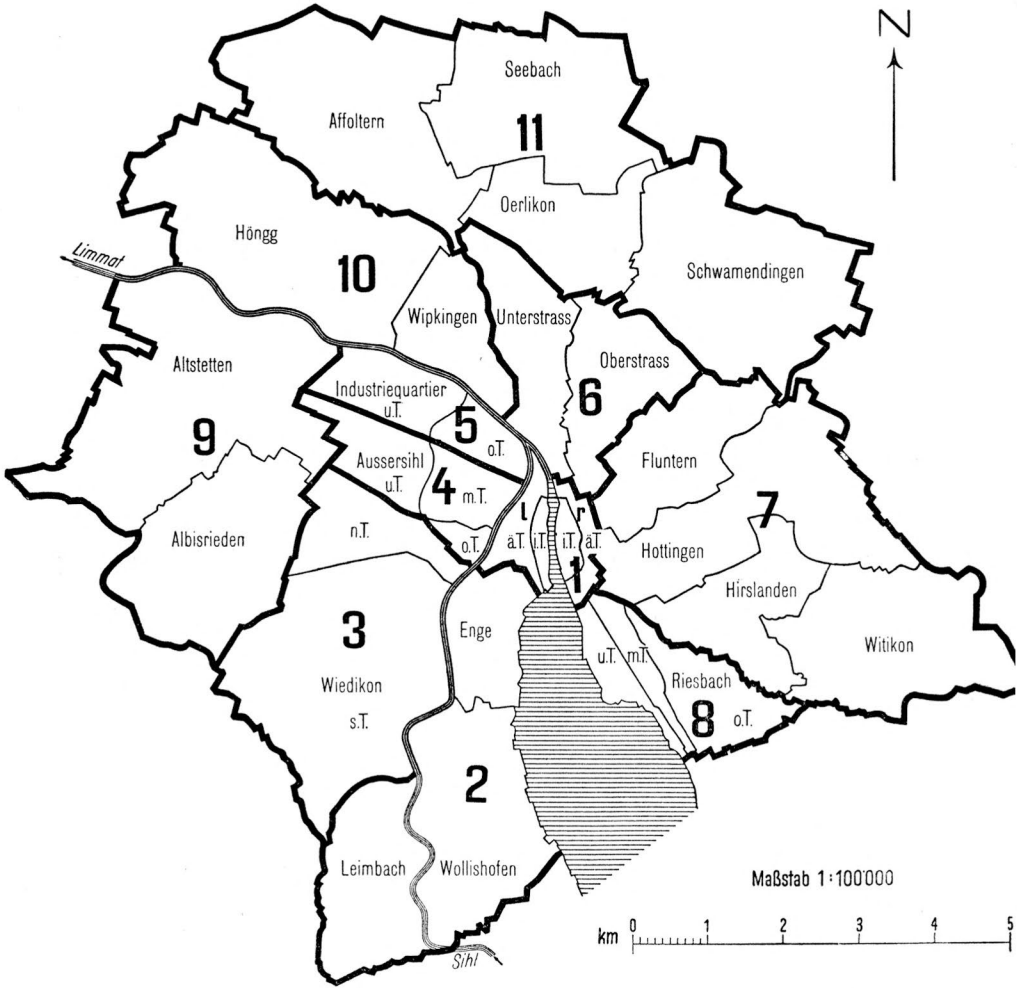 N
Seebach
Affoltern
11
Oerlikon
Höngg
Limmat
10
Schwamendingen
Wipkingen
Unterstrass
Oberstrass
Altstetten
Industriequartier
u.T.
6
5
9
o.T.
Aussersihl
u.T.
4 m.T.
Fluntern
7
l
r
n.T.
o.T.
ä.T.
i.T.
i.T.
ä.T.
Albisrieden
Hottingen
1
Hirslanden
3
Enge
Witikon
u.T.
m.T.
Wiedikon
s.T.
Riesbach
8
o.T.
2
Leimbach
Wollishofen
Maßstab 1:100'000
km
0 1 2 3 4 5
Sihl